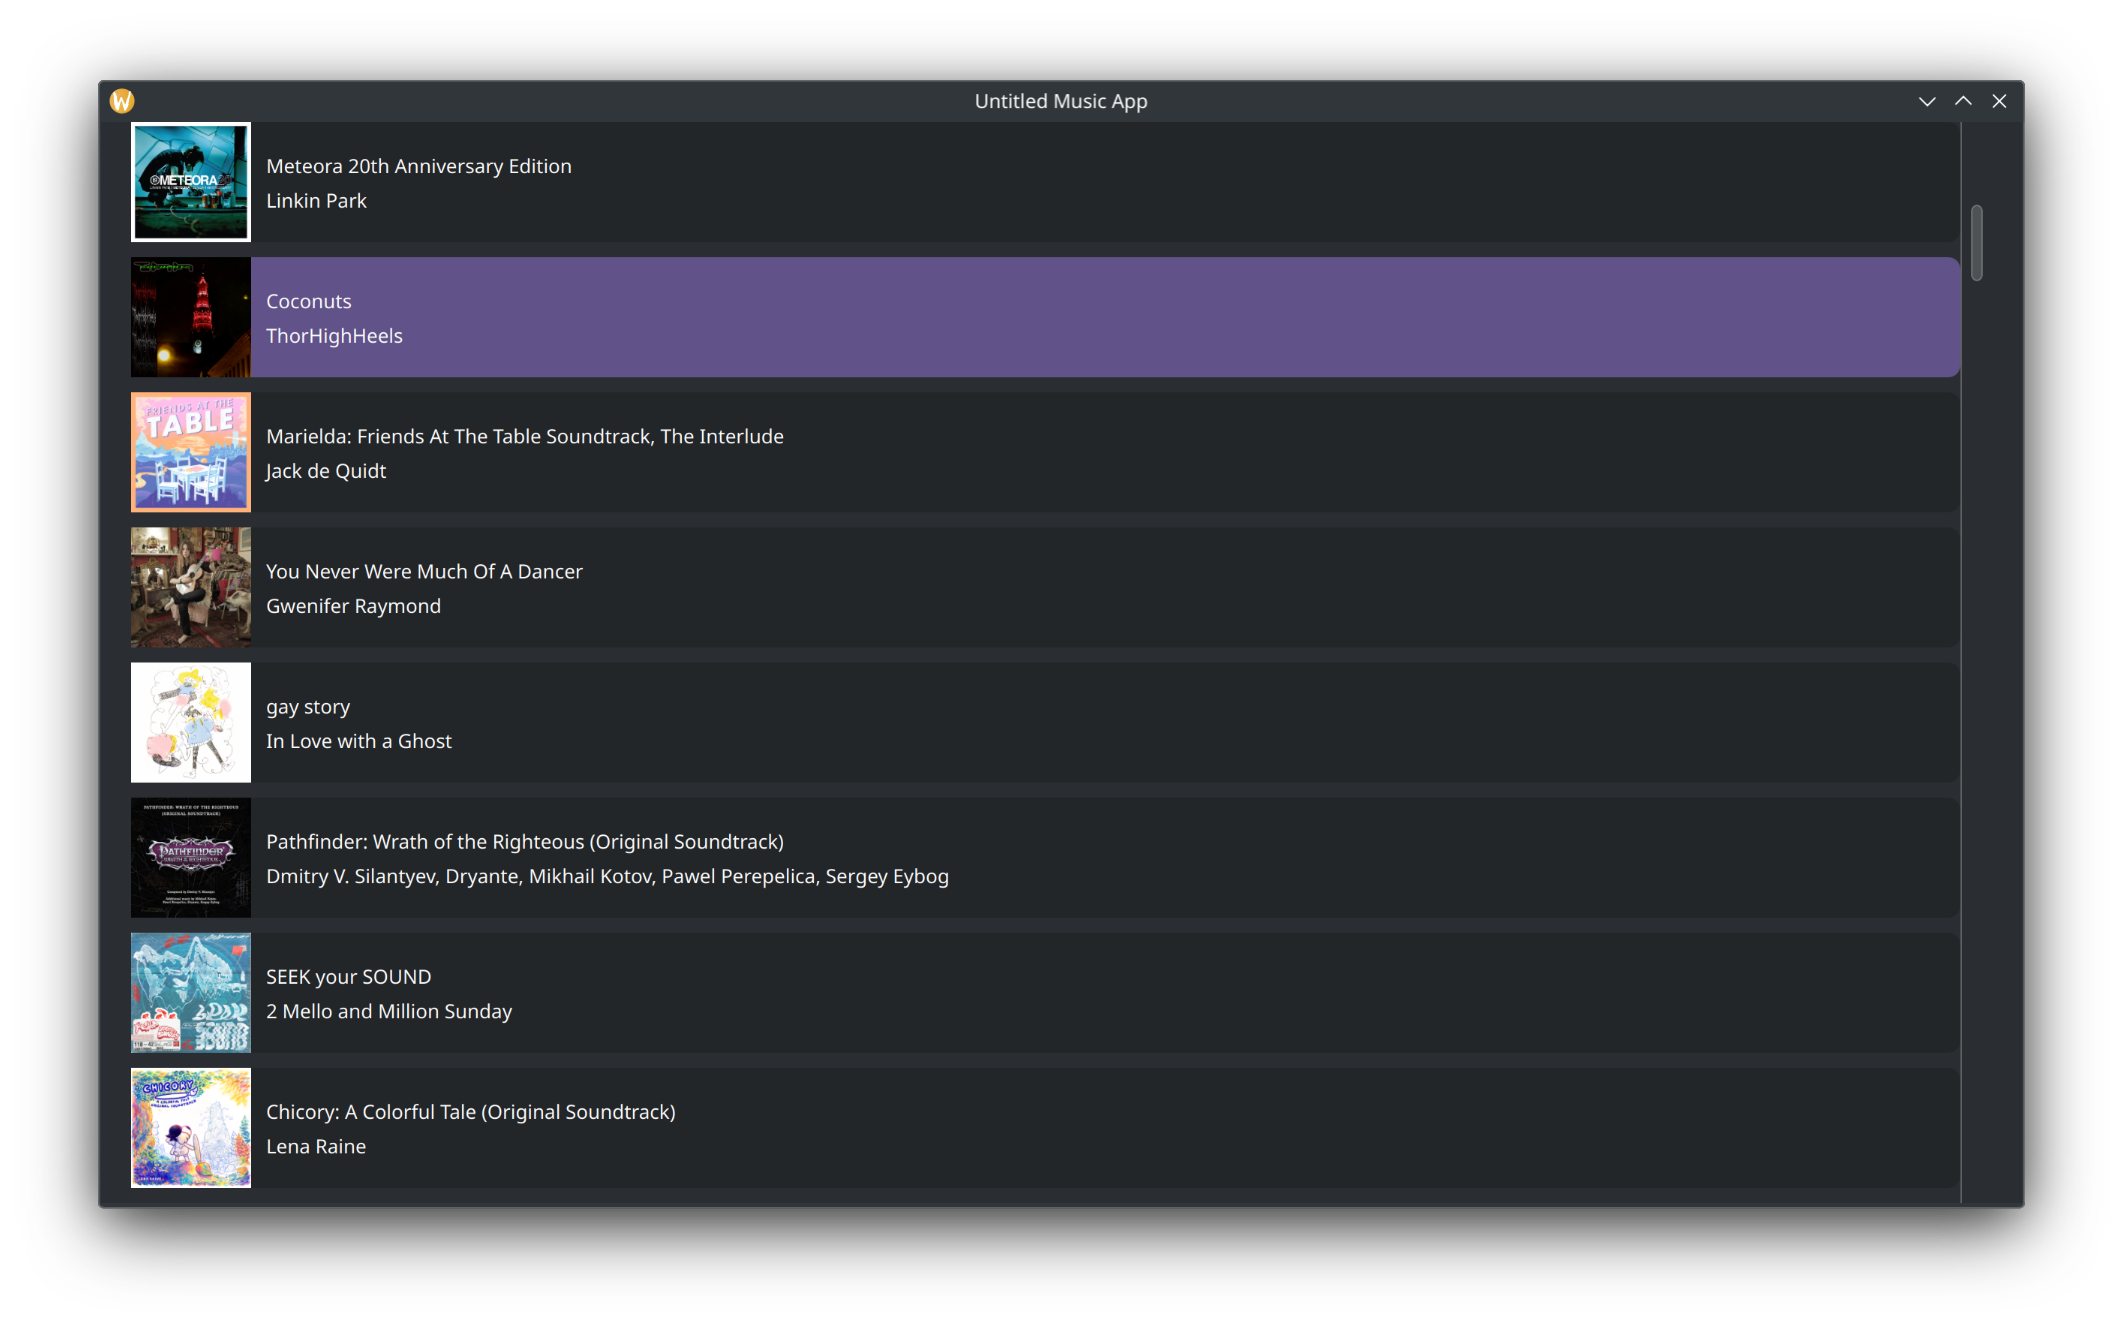 Untitled Music App
©METEORA20
Meteora 20th Anniversary Edition
Linkin Park
Coconuts
ThorHighHeels
FRIENDS AT THE
TABLE
Marielda: Friends At The Table Soundtrack, The Interlude
Jack de Quidt
You Never Were Much Of A Dancer
Gwenifer Raymond
gay story
In Love with a Ghost
PATHFINDER: WRATH OF THE RIGHTEOUS
(ORIGINAL SOUNDTRACK)
PATHFINDER
Pathfinder: Wrath of the Righteous (Original Soundtrack)
Dmitry V. Silantyev, Dryante, Mikhail Kotov, Pawel Perepelica, Sergey Eybog
SEEK your SOUND
2 Mello and Million Sunday
CHICORY
Chicory: A Colorful Tale (Original Soundtrack)
Lena Raine